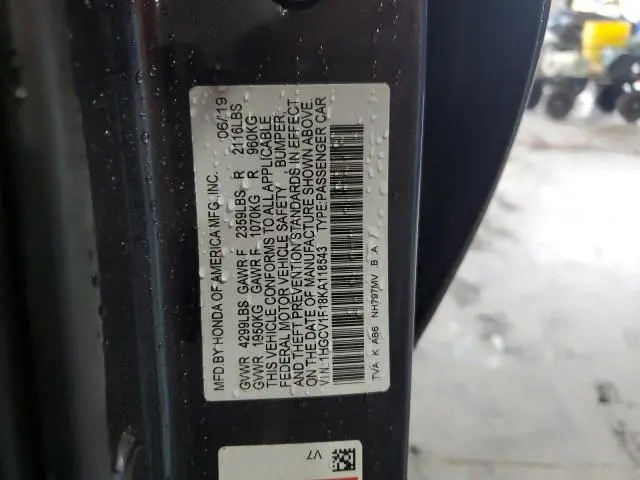 MFD.BY HONDA OF AMERICA MFG.,INC. 06/19
GVWR 4299LBS GAWR F 2359LBS R 2116LBS
GVWR 1950KG GAWR F 1070KG R 960KG
THIS VEHICLE CONFORMS TO ALL APPLICABLE
FEDERAL MOTOR VEHICLE SAFETY BUMPER,
AND THEFT PREVENTION STANDARDS IN EFFECT
ON THE DATE OF MANUFACTURE SHOWN ABOVE.
V.I.N.:1HGCV1F18KA118543 TYPE:PASSENGER CAR
TVA K AB6 NH797MV B A
V7